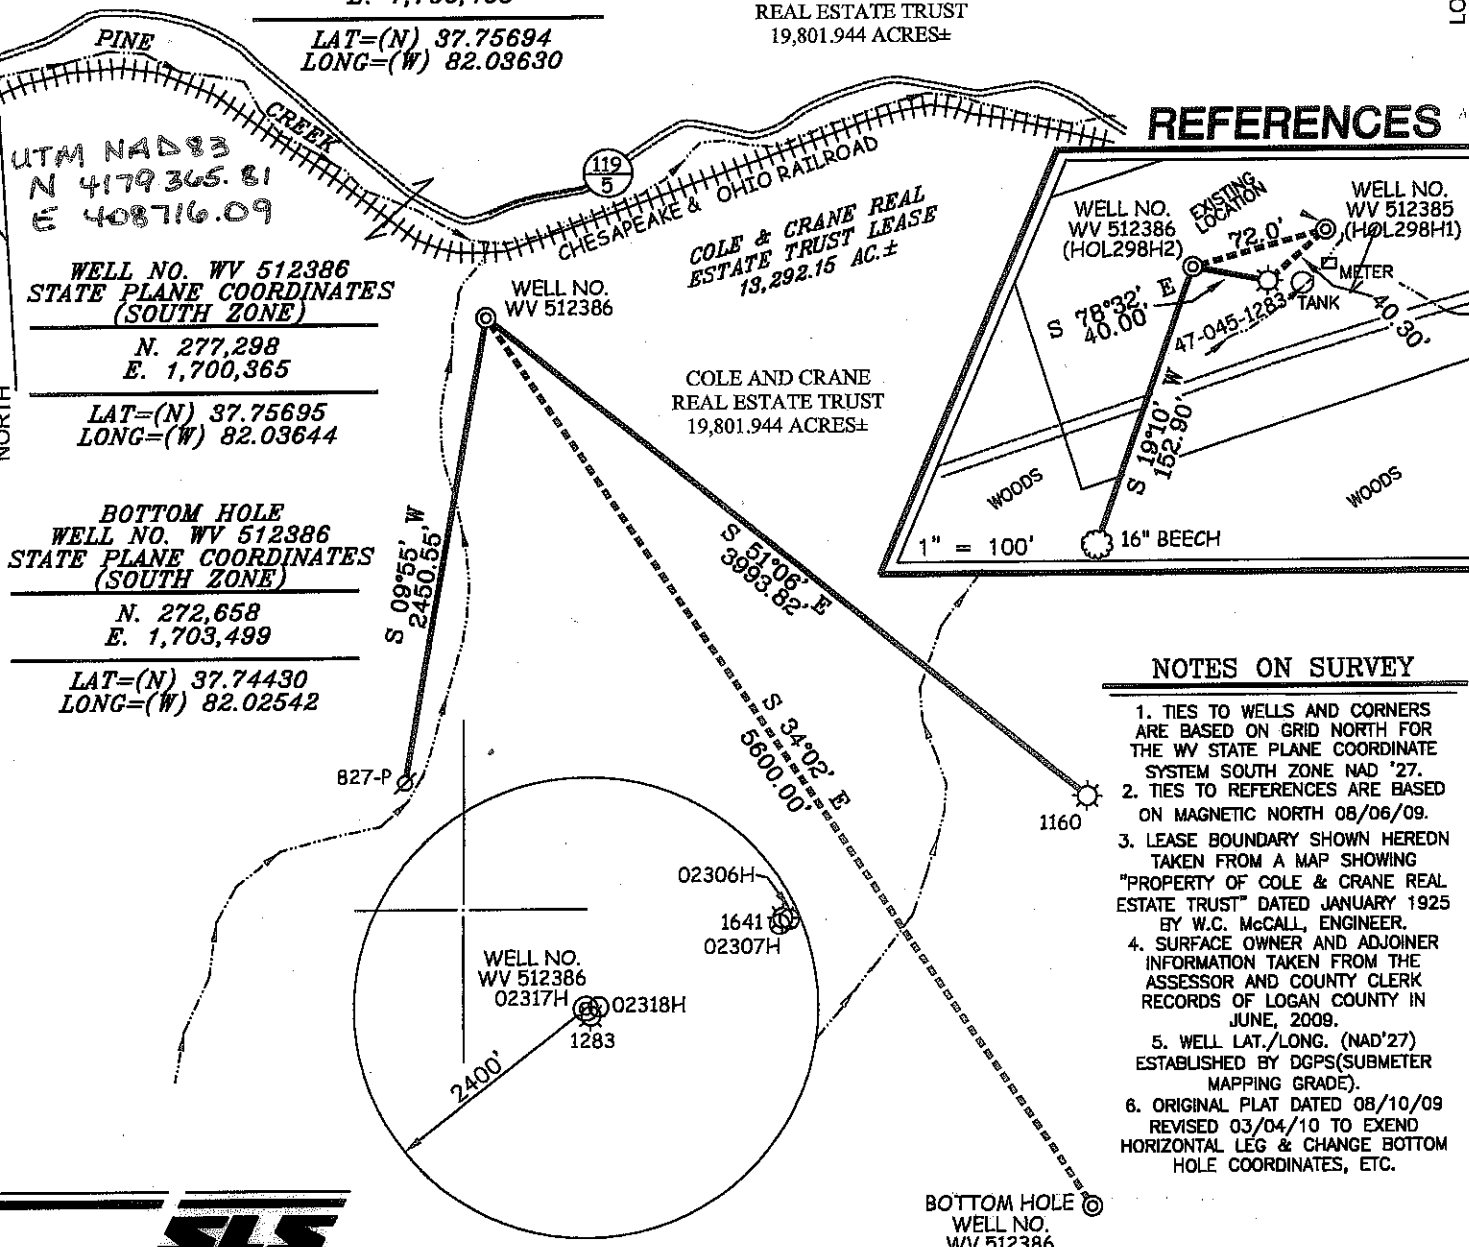 LAT=(N) 37.75694
LONG=(W) 82.03630
REAL ESTATE TRUST
19,801.944 ACRES±
PINE
CREEK
UTM NAD83
N 4179365.81
E 408716.09
119
5
CHESAPEAKE & OHIO RAILROAD
COLE & CRANE REAL
ESTATE TRUST LEASE
13,292.15 AC.±
WELL NO. WV 512386
STATE PLANE COORDINATES
(SOUTH ZONE)
N. 277,298
E. 1,700,365
LAT=(N) 37.75695
LONG=(W) 82.03644
NORTH
WELL NO.
WV 512386
COLE AND CRANE
REAL ESTATE TRUST
19,801.944 ACRES±
REFERENCES
WELL NO.
WV 512386
(HOL298H2)
EXISTING
LOCATION
72.0'
WELL NO.
WV 512385
(HOL298H1)
METER
TANK
S 78°32' E
40.00'
47-045-1283
40.30'
S 19°10' W
152.90'
WOODS
WOODS
1" = 100'
16" BEECH
BOTTOM HOLE
WELL NO. WV 512386
STATE PLANE COORDINATES
(SOUTH ZONE)
N. 272,658
E. 1,703,499
LAT=(N) 37.74430
LONG=(W) 82.02542
S 09°55' W
2450.55'
S 51°06' E
3993.82'
S 34°02' E
5600.00'
827-P
1160
02306H
1641
02307H
WELL NO.
WV 512386
02317H
02318H
1283
2400'
NOTES ON SURVEY
1. TIES TO WELLS AND CORNERS
ARE BASED ON GRID NORTH FOR
THE WV STATE PLANE COORDINATE
SYSTEM SOUTH ZONE NAD '27.
2. TIES TO REFERENCES ARE BASED
ON MAGNETIC NORTH 08/06/09.
3. LEASE BOUNDARY SHOWN HEREON
TAKEN FROM A MAP SHOWING
"PROPERTY OF COLE & CRANE REAL
ESTATE TRUST" DATED JANUARY 1925
BY W.C. McCALL, ENGINEER.
4. SURFACE OWNER AND ADJOINER
INFORMATION TAKEN FROM THE
ASSESSOR AND COUNTY CLERK
RECORDS OF LOGAN COUNTY IN
JUNE, 2009.
5. WELL LAT./LONG. (NAD'27)
ESTABLISHED BY DGPS(SUBMETER
MAPPING GRADE).
6. ORIGINAL PLAT DATED 08/10/09
REVISED 03/04/10 TO EXEND
HORIZONTAL LEG & CHANGE BOTTOM
HOLE COORDINATES, ETC.
BOTTOM HOLE
WELL NO.
WV 512386
SLS